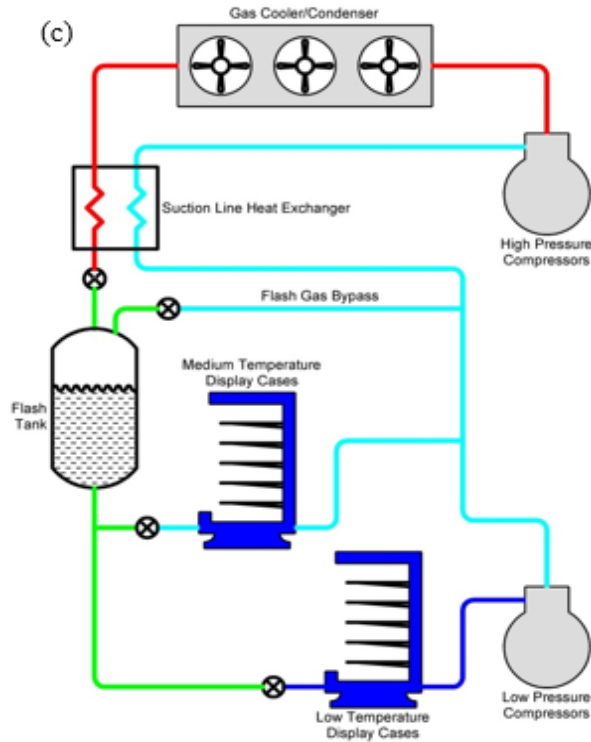 (c)
Gas Cooler/Condenser
Suction Line Heat Exchanger
High Pressure
Compressors
Flash Gas Bypass
Medium Temperature
Display Cases
Flash
Tank
Low Pressure
Compressors
Low Temperature
Display Cases